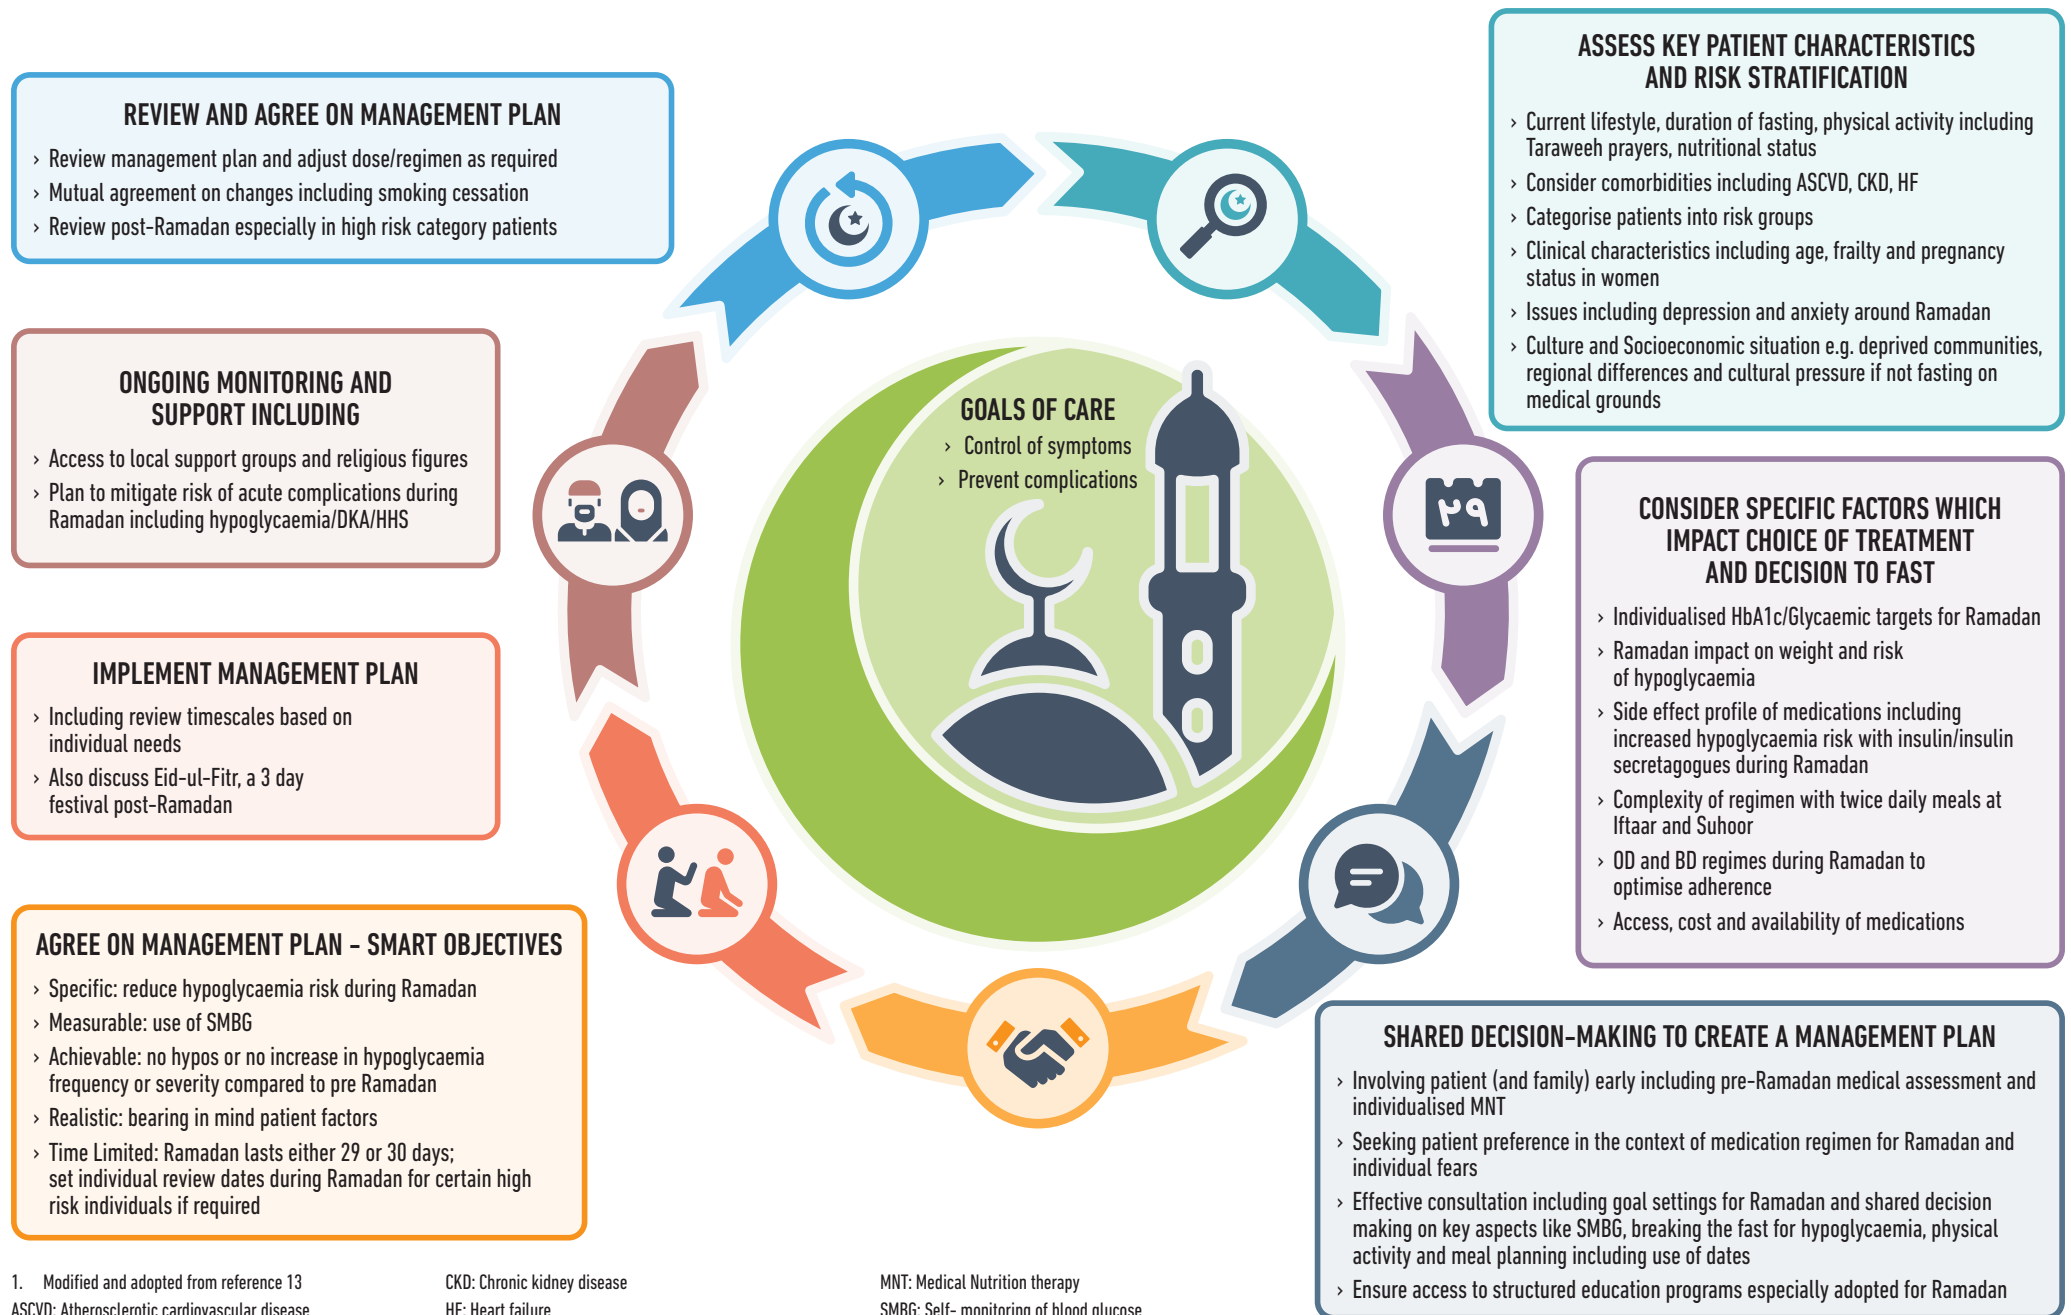 REVIEW AND AGREE ON MANAGEMENT PLAN
› Review management plan and adjust dose/regimen as required
› Mutual agreement on changes including smoking cessation
› Review post-Ramadan especially in high risk category patients
ASSESS KEY PATIENT CHARACTERISTICS
AND RISK STRATIFICATION
› Current lifestyle, duration of fasting, physical activity including
Taraweeh prayers, nutritional status
› Consider comorbidities including ASCVD, CKD, HF
› Categorise patients into risk groups
› Clinical characteristics including age, frailty and pregnancy
status in women
› Issues including depression and anxiety around Ramadan
› Culture and Socioeconomic situation e.g. deprived communities,
regional differences and cultural pressure if not fasting on
medical grounds
ONGOING MONITORING AND
SUPPORT INCLUDING
› Access to local support groups and religious figures
› Plan to mitigate risk of acute complications during
Ramadan including hypoglycaemia/DKA/HHS
GOALS OF CARE
› Control of symptoms
› Prevent complications
٢٩
CONSIDER SPECIFIC FACTORS WHICH
IMPACT CHOICE OF TREATMENT
AND DECISION TO FAST
› Individualised HbA1c/Glycaemic targets for Ramadan
› Ramadan impact on weight and risk
of hypoglycaemia
› Side effect profile of medications including
increased hypoglycaemia risk with insulin/insulin
secretagogues during Ramadan
› Complexity of regimen with twice daily meals at
Iftaar and Suhoor
› OD and BD regimes during Ramadan to
optimise adherence
› Access, cost and availability of medications
IMPLEMENT MANAGEMENT PLAN
› Including review timescales based on
individual needs
› Also discuss Eid-ul-Fitr, a 3 day
festival post-Ramadan
AGREE ON MANAGEMENT PLAN - SMART OBJECTIVES
› Specific: reduce hypoglycaemia risk during Ramadan
› Measurable: use of SMBG
› Achievable: no hypos or no increase in hypoglycaemia
frequency or severity compared to pre Ramadan
› Realistic: bearing in mind patient factors
› Time Limited: Ramadan lasts either 29 or 30 days;
set individual review dates during Ramadan for certain high
risk individuals if required
SHARED DECISION-MAKING TO CREATE A MANAGEMENT PLAN
› Involving patient (and family) early including pre-Ramadan medical assessment and
individualised MNT
› Seeking patient preference in the context of medication regimen for Ramadan and
individual fears
› Effective consultation including goal settings for Ramadan and shared decision
making on key aspects like SMBG, breaking the fast for hypoglycaemia, physical
activity and meal planning including use of dates
› Ensure access to structured education programs especially adopted for Ramadan
1. Modified and adopted from reference 13
ASCVD: Atherosclerotic cardiovascular disease
CKD: Chronic kidney disease
HF: Heart failure
MNT: Medical Nutrition therapy
SMBG: Self- monitoring of blood glucose